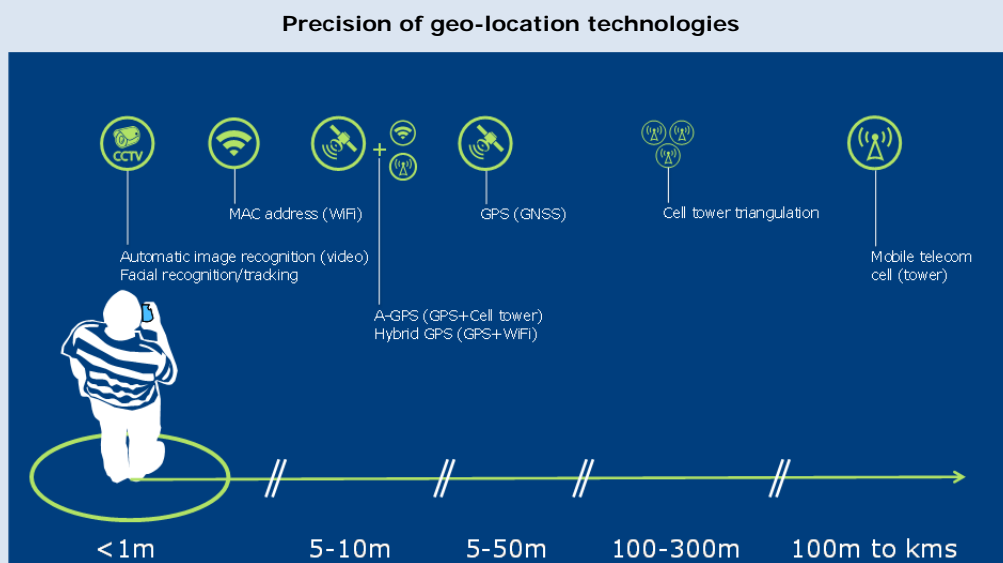 Precision of geo-location technologies
CCTV
+
MAC address (WiFi)
GPS (GNSS)
Cell tower triangulation
Automatic image recognition (video)
Facial recognition/tracking
Mobile telecom
cell (tower)
A-GPS (GPS+Cell tower)
Hybrid GPS (GPS+WiFi)
<1m
5-10m
5-50m
100-300m
100m to kms